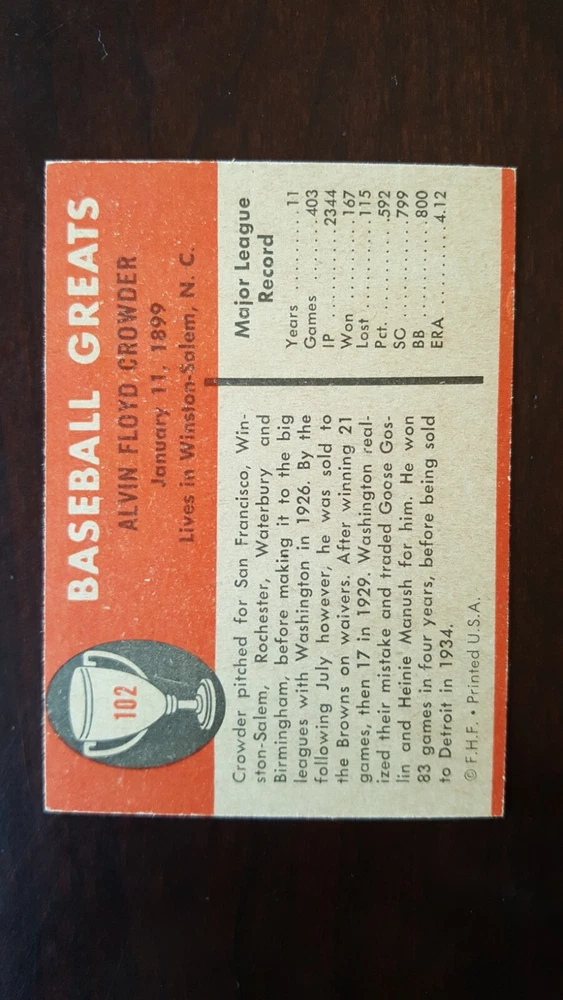 102
BASEBALL GREATS
ALVIN FLOYD CROWDER
January 11, 1899
Lives in Winston-Salem, N. C.
Crowder pitched for San Francisco, Win-
ston-Salem, Rochester, Waterbury and
Birmingham, before making it to the big
leagues with Washington in 1926. By the
following July however, he was sold to
the Browns on waivers. After winning 21
games, then 17 in 1929. Washington real-
ized their mistake and traded Goose Gos-
lin and Heinie Manush for him. He won
83 games in four years, before being sold
to Detroit in 1934.
© F.H.F. • Printed U.S.A.
Major League
Record
Years ............ 11
Games ........ 403
IP .............. 2344
Won ............ 167
Lost ............ 115
Pct. ............ .592
SC .............. 799
BB .............. 800
ERA ............ 4.12